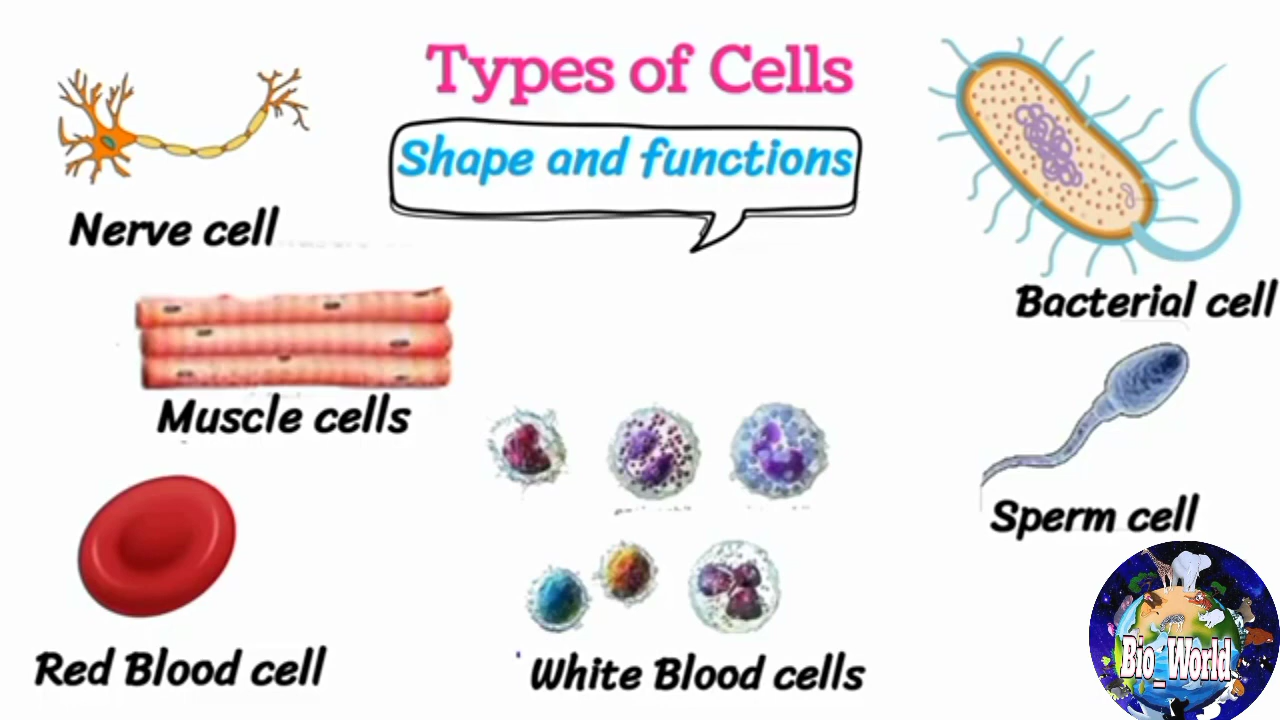 Types of Cells
Shape and functions
Nerve cell
Bacterial cell
Muscle cells
Sperm cell
Red Blood cell
White Blood cells
Bio_World